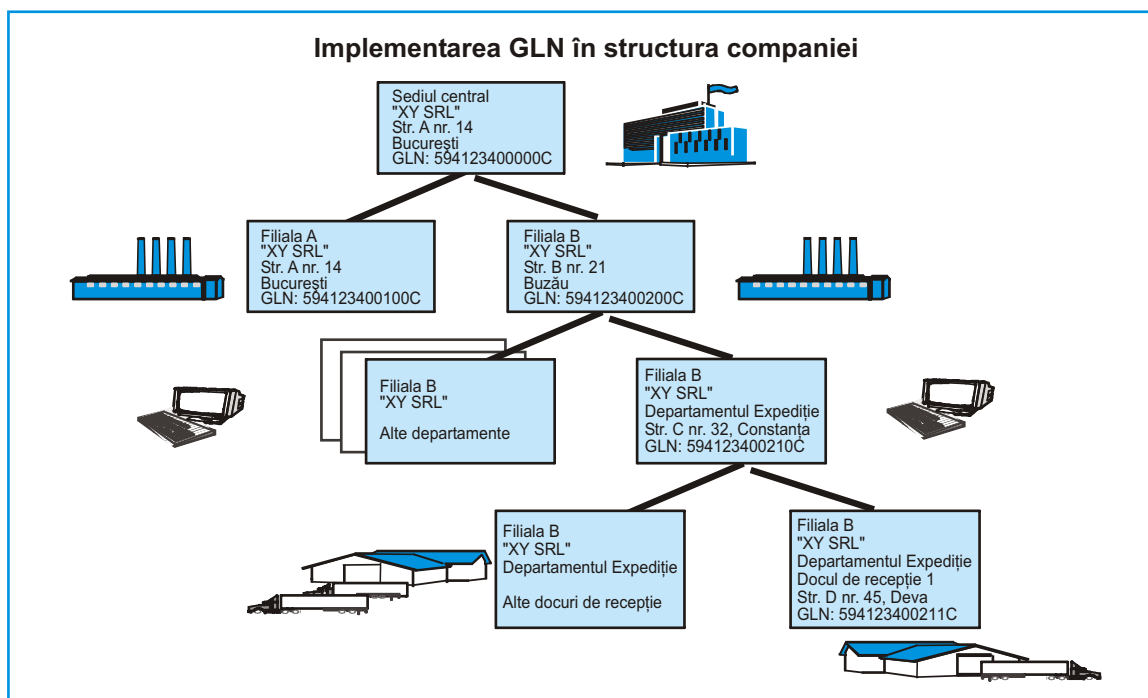 Implementarea GLN în structura companiei
Sediul central
"XY SRL"
Str. A nr. 14
București
GLN: 594123400000C
Filiala A
"XY SRL"
Str. A nr. 14
București
GLN: 594123400100C
Filiala B
"XY SRL"
Str. B nr. 21
Buzău
GLN: 594123400200C
Filiala B
"XY SRL"
Alte departamente
Filiala B
"XY SRL"
Departamentul Expediție
Str. C nr. 32, Constanța
GLN: 594123400210C
Filiala B
"XY SRL"
Departamentul Expediție
Alte docuri de recepție
Filiala B
"XY SRL"
Departamentul Expediție
Docul de recepție 1
Str. D nr. 45, Deva
GLN: 594123400211C